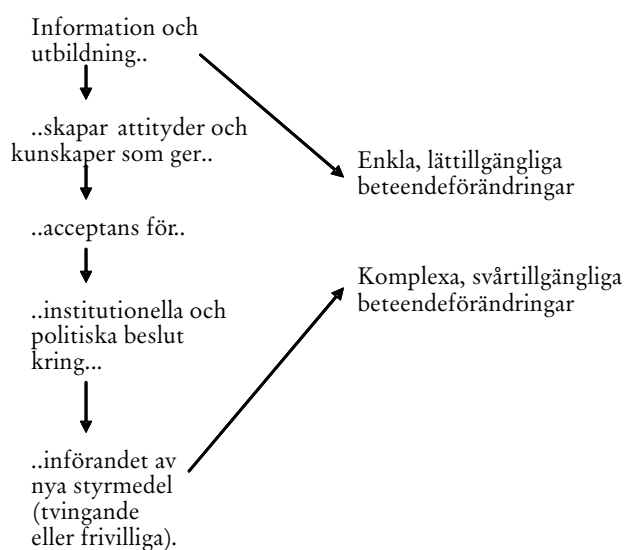 Information och
utbildning..
..skapar attityder och
kunskaper som ger..
..acceptans för..
..institutionella och
politiska beslut
kring...
..införandet av
nya styrmedel
(tvingande
eller frivilliga).
Enkla, lättillgängliga
beteendeförändringar
Komplexa, svårtillgängliga
beteendeförändringar